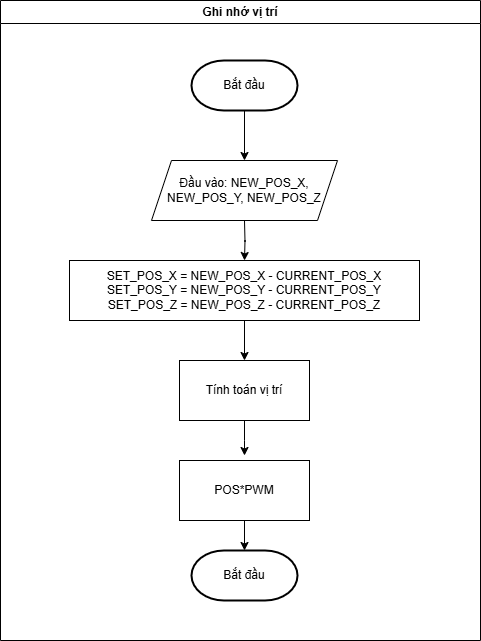 Ghi nhớ vị trí
Bắt đầu
Đầu vào: NEW_POS_X,
NEW_POS_Y, NEW_POS_Z
SET_POS_X = NEW_POS_X - CURRENT_POS_X
SET_POS_Y = NEW_POS_Y - CURRENT_POS_Y
SET_POS_Z = NEW_POS_Z - CURRENT_POS_Z
Tính toán vị trí
POS*PWM
Bắt đầu